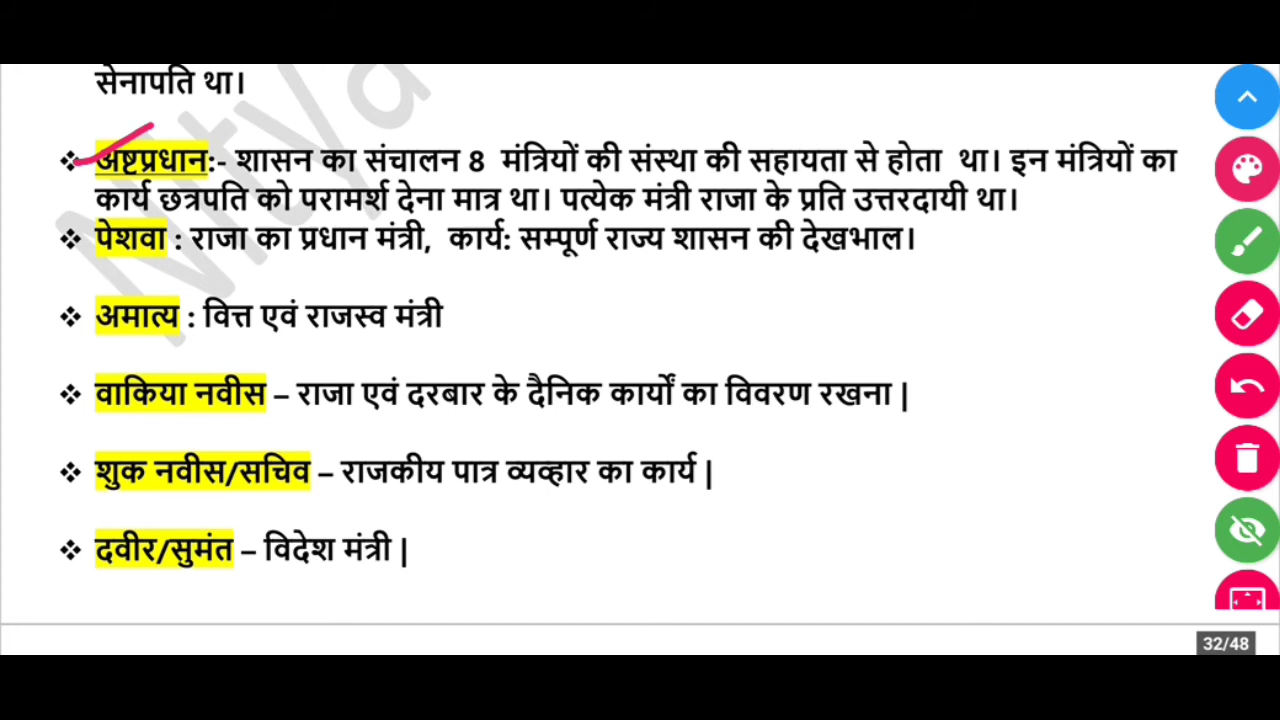 सेनापति था।
❖ अष्टप्रधान:- शासन का संचालन 8 मंत्रियों की संस्था की सहायता से होता था। इन मंत्रियों का
कार्य छत्रपति को परामर्श देना मात्र था। पत्येक मंत्री राजा के प्रति उत्तरदायी था।
❖ पेशवा : राजा का प्रधान मंत्री, कार्य: सम्पूर्ण राज्य शासन की देखभाल।
❖ अमात्य : वित्त एवं राजस्व मंत्री
❖ वाकिया नवीस – राजा एवं दरबार के दैनिक कार्यों का विवरण रखना |
❖ शुक नवीस/सचिव – राजकीय पात्र व्यव्हार का कार्य |
❖ दवीर/सुमंत – विदेश मंत्री |
Nitya
32/48